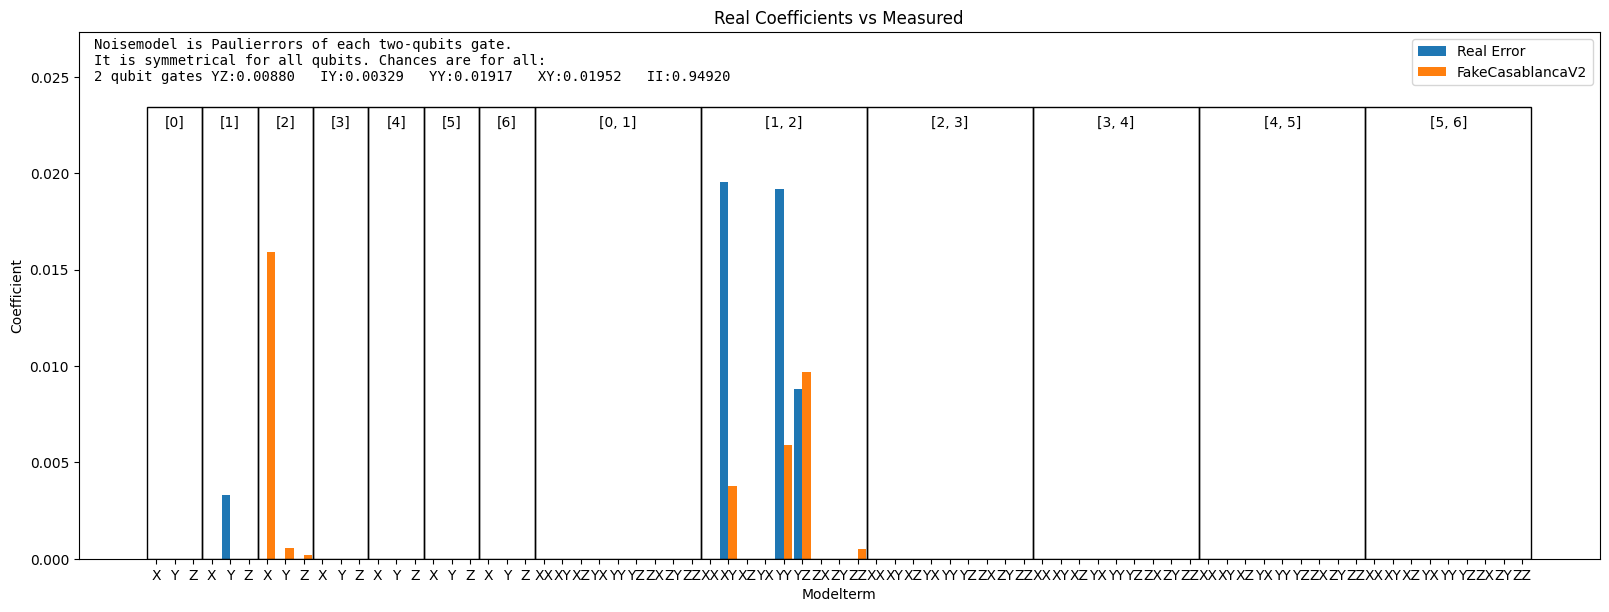 Real Coefficients vs Measured
Noisemodel is Paulierrors of each two-qubits gate.
It is symmetrical for all qubits. Chances are for all:
2 qubit gates YZ:0.00880   IY:0.00329   YY:0.01917   XY:0.01952   II:0.94920
Real Error
FakeCasablancaV2
[0] [1] [2] [3] [4] [5] [6] [0, 1] [1, 2] [2, 3] [3, 4] [4, 5] [5, 6]
Coefficient
0.025
0.020
0.015
0.010
0.005
0.000
X Y Z X Y Z X Y Z X Y Z X Y Z X Y Z X Y Z XX XY XZ YX YY YZ ZX ZY ZZ XX XY XZ YX YY YZ ZX ZY ZZ XX XY XZ YX YY YZ ZX ZY ZZ XX XY XZ YX YY YZ ZX ZY ZZ XX XY XZ YX YY YZ ZX ZY ZZ XX XY XZ YX YY YZ ZX ZY ZZ
Modelterm